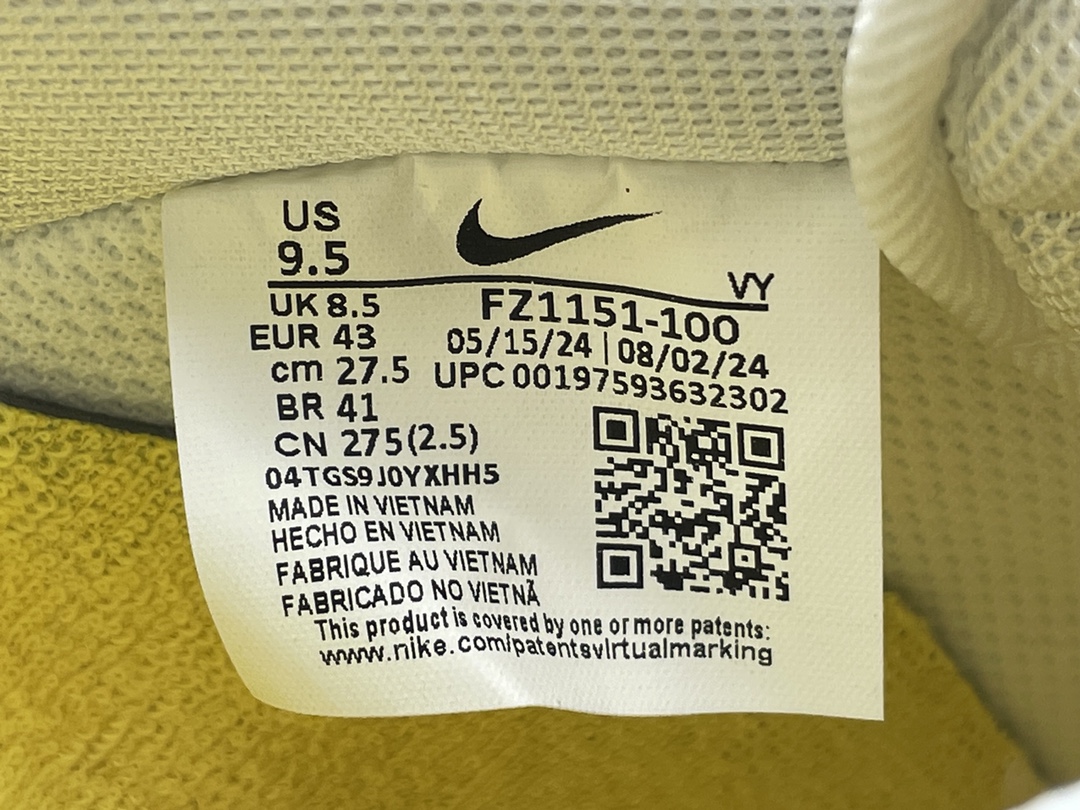 US
9.5
VY
UK 8.5
EUR 43
cm 27.5
BR 41
CN 275(2.5)
FZ1151-100
05/15/24 | 08/02/24
UPC 00197593632302
04TGS9J0YXHH5
MADE IN VIETNAM
HECHO EN VIETNAM
FABRIQUE AU VIETNAM
FABRICADO NO VIETNÃ
This product is covered by one or more patents:
www.nike.com/patentsvirtualmarking